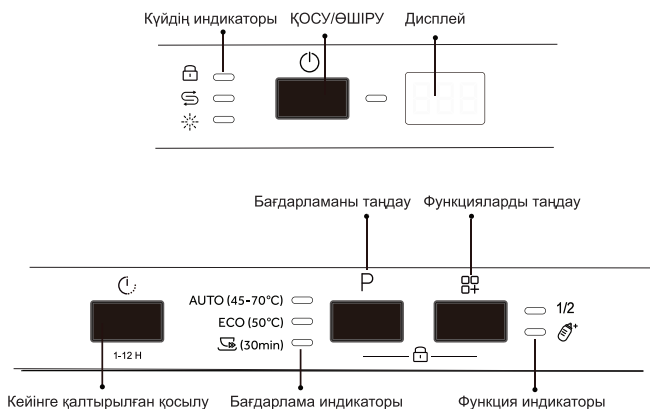 Күйдің индикаторы ҚОСУ/ӨШІРУ Дисплей
Бағдарламаны таңдау Функцияларды таңдау
P
AUTO (45-70°C)
ECO (50°C)
(30min)
1/2
1-12 H
Кейінге қалтырылған қосылу Бағдарлама индикаторы Функция индикаторы